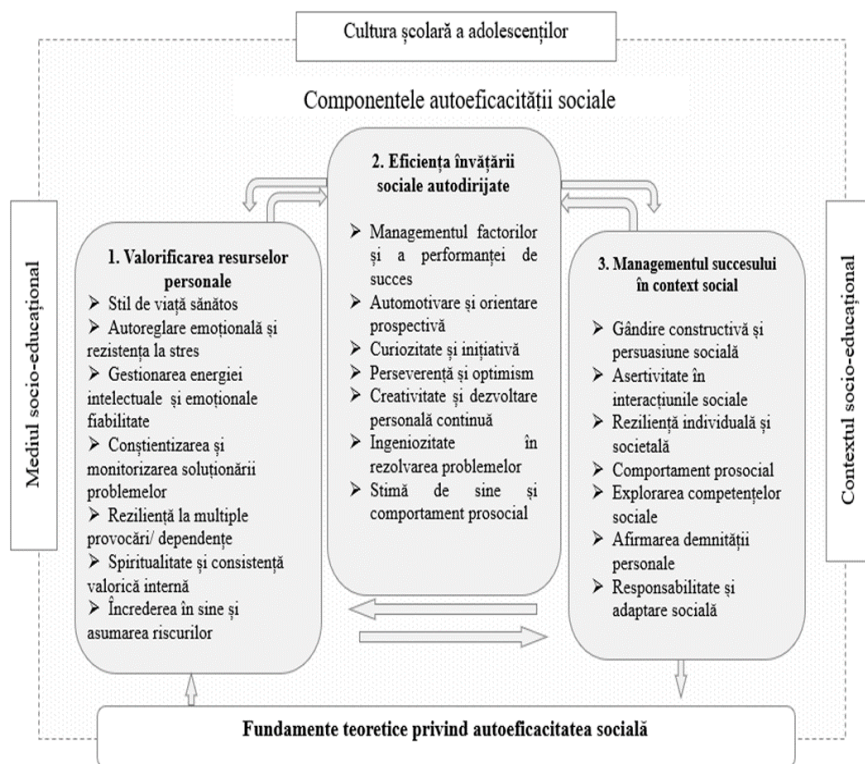 Cultura școlară a adolescenților
Componentele autoeficacității sociale
Mediul socio-educațional
1. Valorificarea resurselor
personale
➤ Stil de viață sănătos
➤ Autoreglare emoțională și
rezistența la stres
➤ Gestionarea energiei
intelectuale și emoționale
fiabilitate
➤ Conștientizarea și
monitorizarea soluționării
problemelor
➤ Reziliență la multiple
provocări/ dependențe
➤ Spiritualitate și consistență
valorică internă
➤ Încrederea în sine și
asumarea riscurilor
2. Eficiența învățării
sociale autodirijate
➤ Managementul factorilor
și a performanței de
succes
➤ Automotivare și orientare
prospectivă
➤ Curiozitate și inițiativă
➤ Perseverență și optimism
➤ Creativitate și dezvoltare
personală continuă
➤ Ingeniozitate în
rezolvarea problemelor
➤ Stimă de sine și
comportament prosocial
3. Managementul succesului
în context social
➤ Gândire constructivă și
persuasiune socială
➤ Asertivitate în
interacțiunile sociale
➤ Reziliență individuală și
societală
➤ Comportament prosocial
➤ Explorarea competențelor
sociale
➤ Afirmarea demnității
personale
➤ Responsabilitate și
adaptare socială
Contextul socio-educațional
Fundamente teoretice privind autoeficacitatea socială